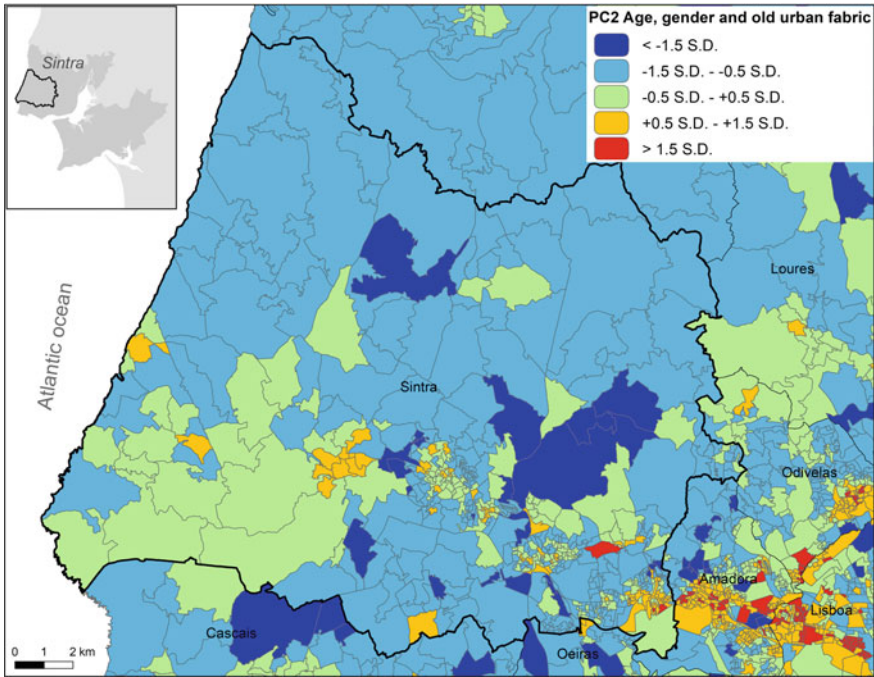 Sintra
PC2 Age, gender and old urban fabric
< -1.5 S.D.
-1.5 S.D. - -0.5 S.D.
-0.5 S.D. - +0.5 S.D.
+0.5 S.D. - +1.5 S.D.
> 1.5 S.D.
Loures
Atlantic ocean
Sintra
Odivelas
Amadora
Lisboa
Cascais
Oeiras
0 1 2 km